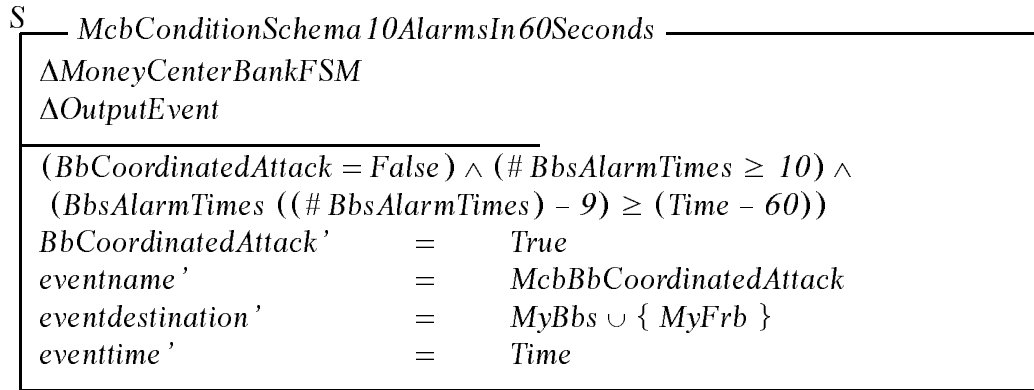 S
McbConditionSchema10AlarmsIn60Seconds
ΔMoneyCenterBankFSM
ΔOutputEvent
(BbCoordinatedAttack = False) ∧ (# BbsAlarmTimes ≥ 10) ∧
(BbsAlarmTimes ((# BbsAlarmTimes) – 9) ≥ (Time – 60))
BbCoordinatedAttack’ = True
eventname’ = McbBbCoordinatedAttack
eventdestination’ = MyBbs ∪ { MyFrb }
eventtime’ = Time